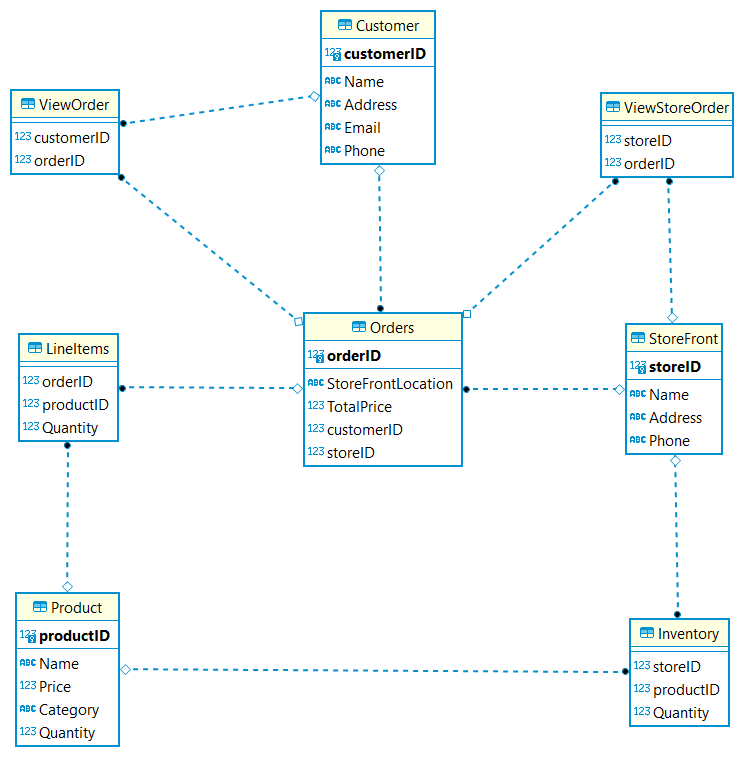 Customer
123 customerID
ABC Name
ABC Address
ABC Email
ABC Phone
ViewOrder
123 customerID
123 orderID
ViewStoreOrder
123 storeID
123 orderID
Orders
123 orderID
ABC StoreFrontLocation
123 TotalPrice
123 customerID
123 storeID
LineItems
123 orderID
123 productID
123 Quantity
StoreFront
123 storeID
ABC Name
ABC Address
ABC Phone
Product
123 productID
ABC Name
123 Price
ABC Category
123 Quantity
Inventory
123 storeID
123 productID
123 Quantity